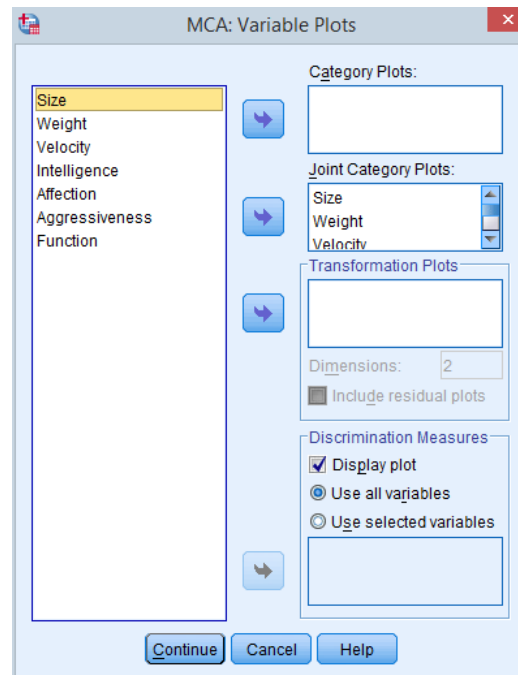 MCA: Variable Plots
Size
Weight
Velocity
Intelligence
Affection
Aggressiveness
Function
Category Plots:
Joint Category Plots:
Size
Weight
Velocity
Transformation Plots
Dimensions: 2
Include residual plots
Discrimination Measures
Display plot
Use all variables
Use selected variables
Continue Cancel Help